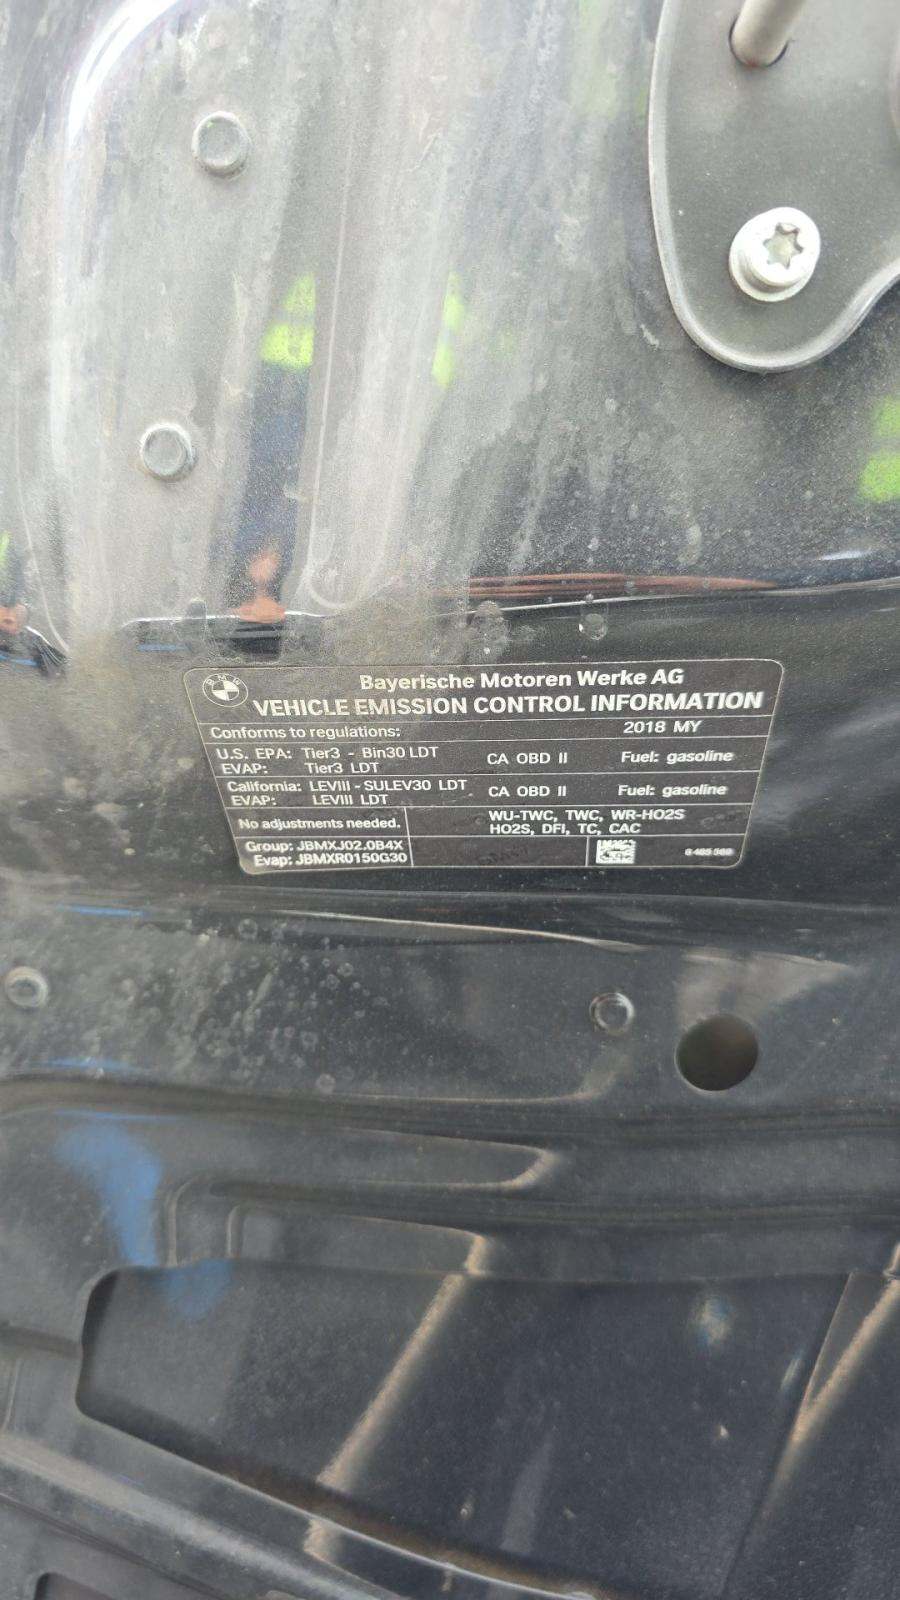 BMW
Bayerische Motoren Werke AG
VEHICLE EMISSION CONTROL INFORMATION
Conforms to regulations: 2018 MY
U.S. EPA: Tier3 - Bin30 LDT CA OBD II Fuel: gasoline
EVAP: Tier3 LDT
California: LEVIII - SULEV30 LDT CA OBD II Fuel: gasoline
EVAP: LEVIII LDT
No adjustments needed. WU-TWC, TWC, WR-HO2S
HO2S, DFI, TC, CAC
Group: JBMXJ02.0B4X
Evap: JBMXR0150G30